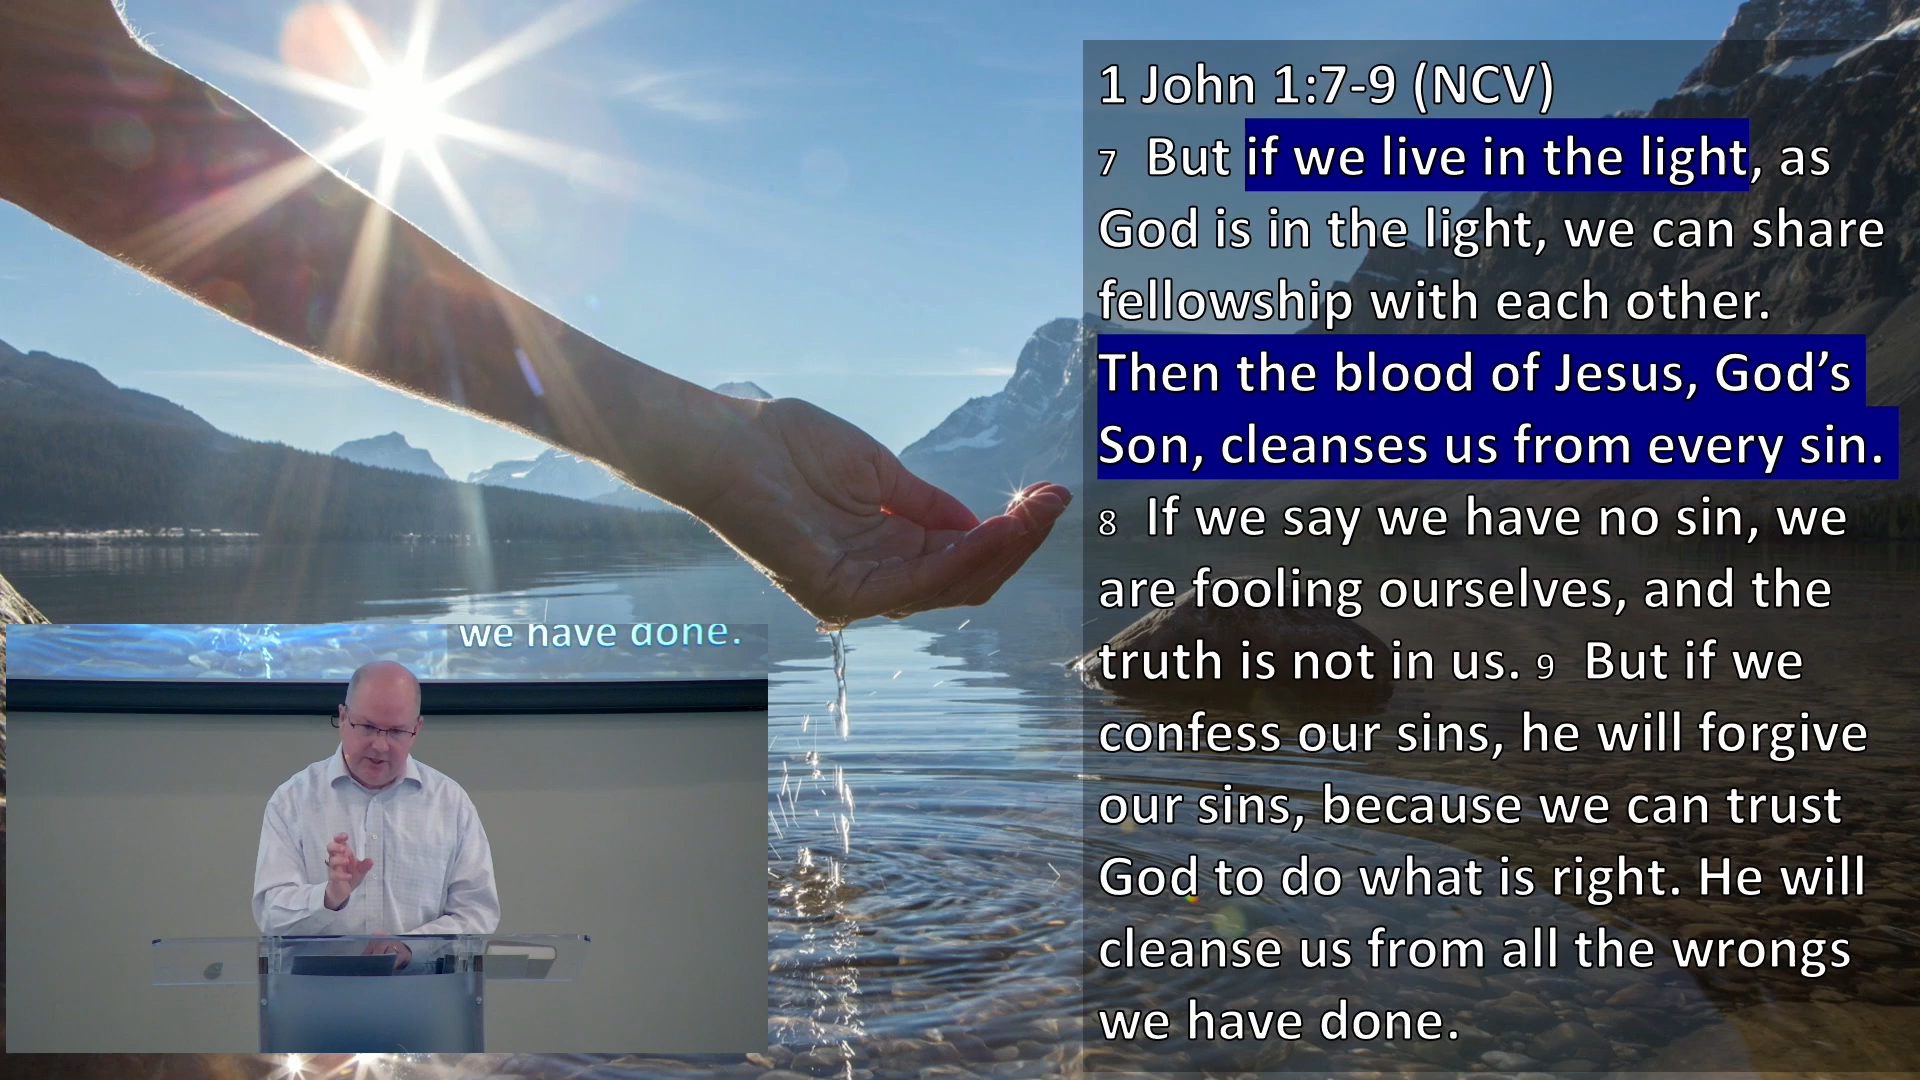 1 John 1:7-9 (NCV)
7 But if we live in the light, as
God is in the light, we can share
fellowship with each other.
Then the blood of Jesus, God’s
Son, cleanses us from every sin.
8 If we say we have no sin, we
are fooling ourselves, and the
truth is not in us. 9 But if we
confess our sins, he will forgive
our sins, because we can trust
God to do what is right. He will
cleanse us from all the wrongs
we have done.
we have done.